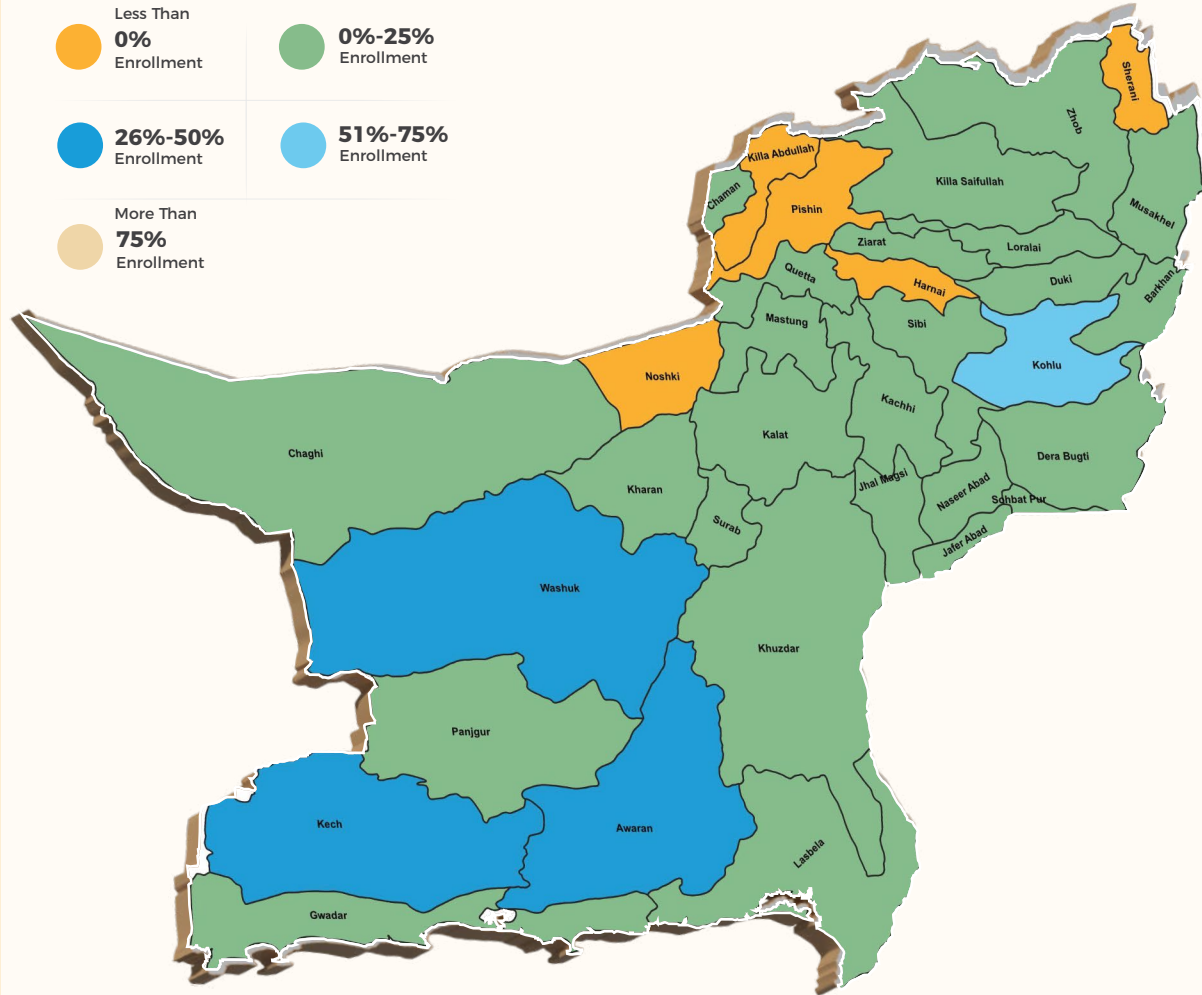 Less Than
0%
Enrollment
0%-25%
Enrollment
26%-50%
Enrollment
51%-75%
Enrollment
More Than
75%
Enrollment
Sherani
Zhob
Killa Abdullah
Chaman
Pishin
Killa Saifullah
Musakhel
Ziarat
Loralai
Quetta
Harnai
Duki
Barkhan
Mastung
Sibi
Noshki
Kohlu
Kachhi
Kalat
Chaghi
Dera Bugti
Kharan
Jhal Magsi
Naseer Abad
Sohbat Pur
Surab
Jafer Abad
Washuk
Khuzdar
Panjgur
Kech
Awaran
Lasbela
Gwadar